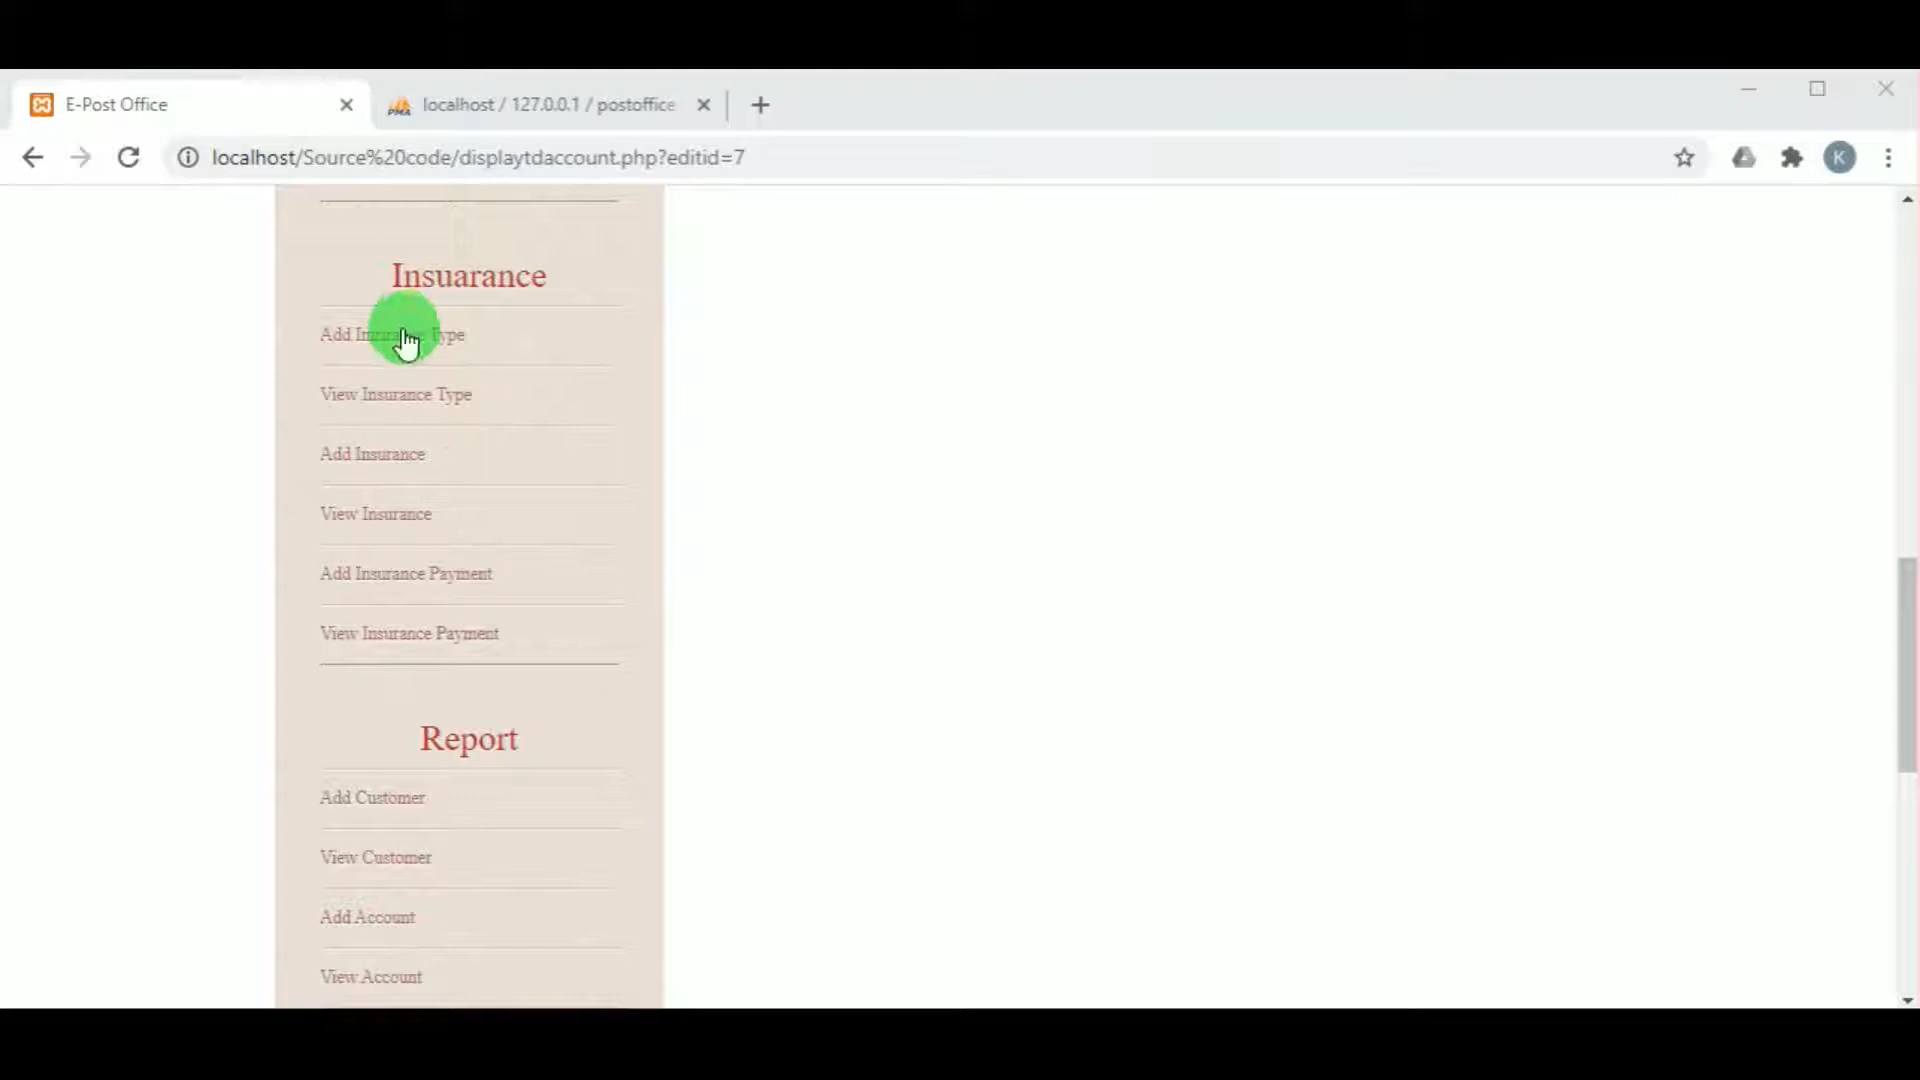 E-Post Office
localhost / 127.0.0.1 / postoffice
localhost/Source%20code/displaytdaccount.php?editid=7
K
Insuarance
Add Insurance Type
View Insurance Type
Add Insurance
View Insurance
Add Insurance Payment
View Insurance Payment
Report
Add Customer
View Customer
Add Account
View Account